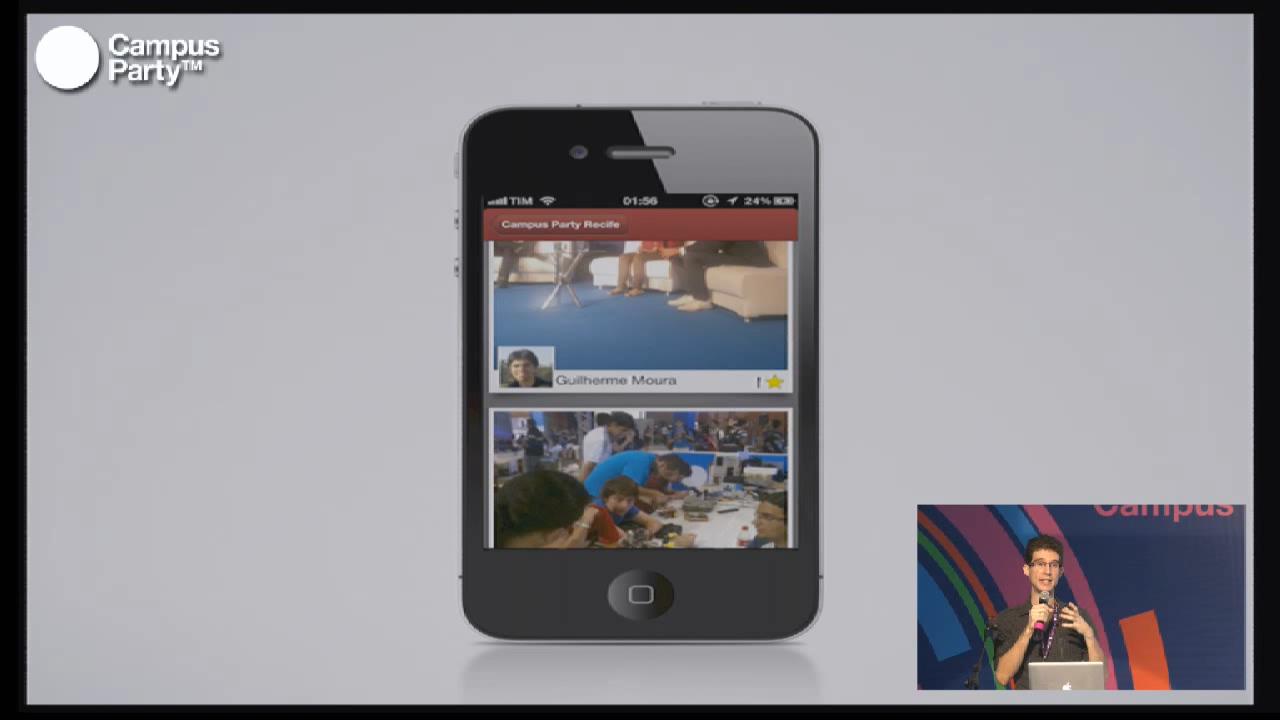 Campus
Party™
TIM 01:56 24%
Campus Party Recife
Guilherme Moura
Campus